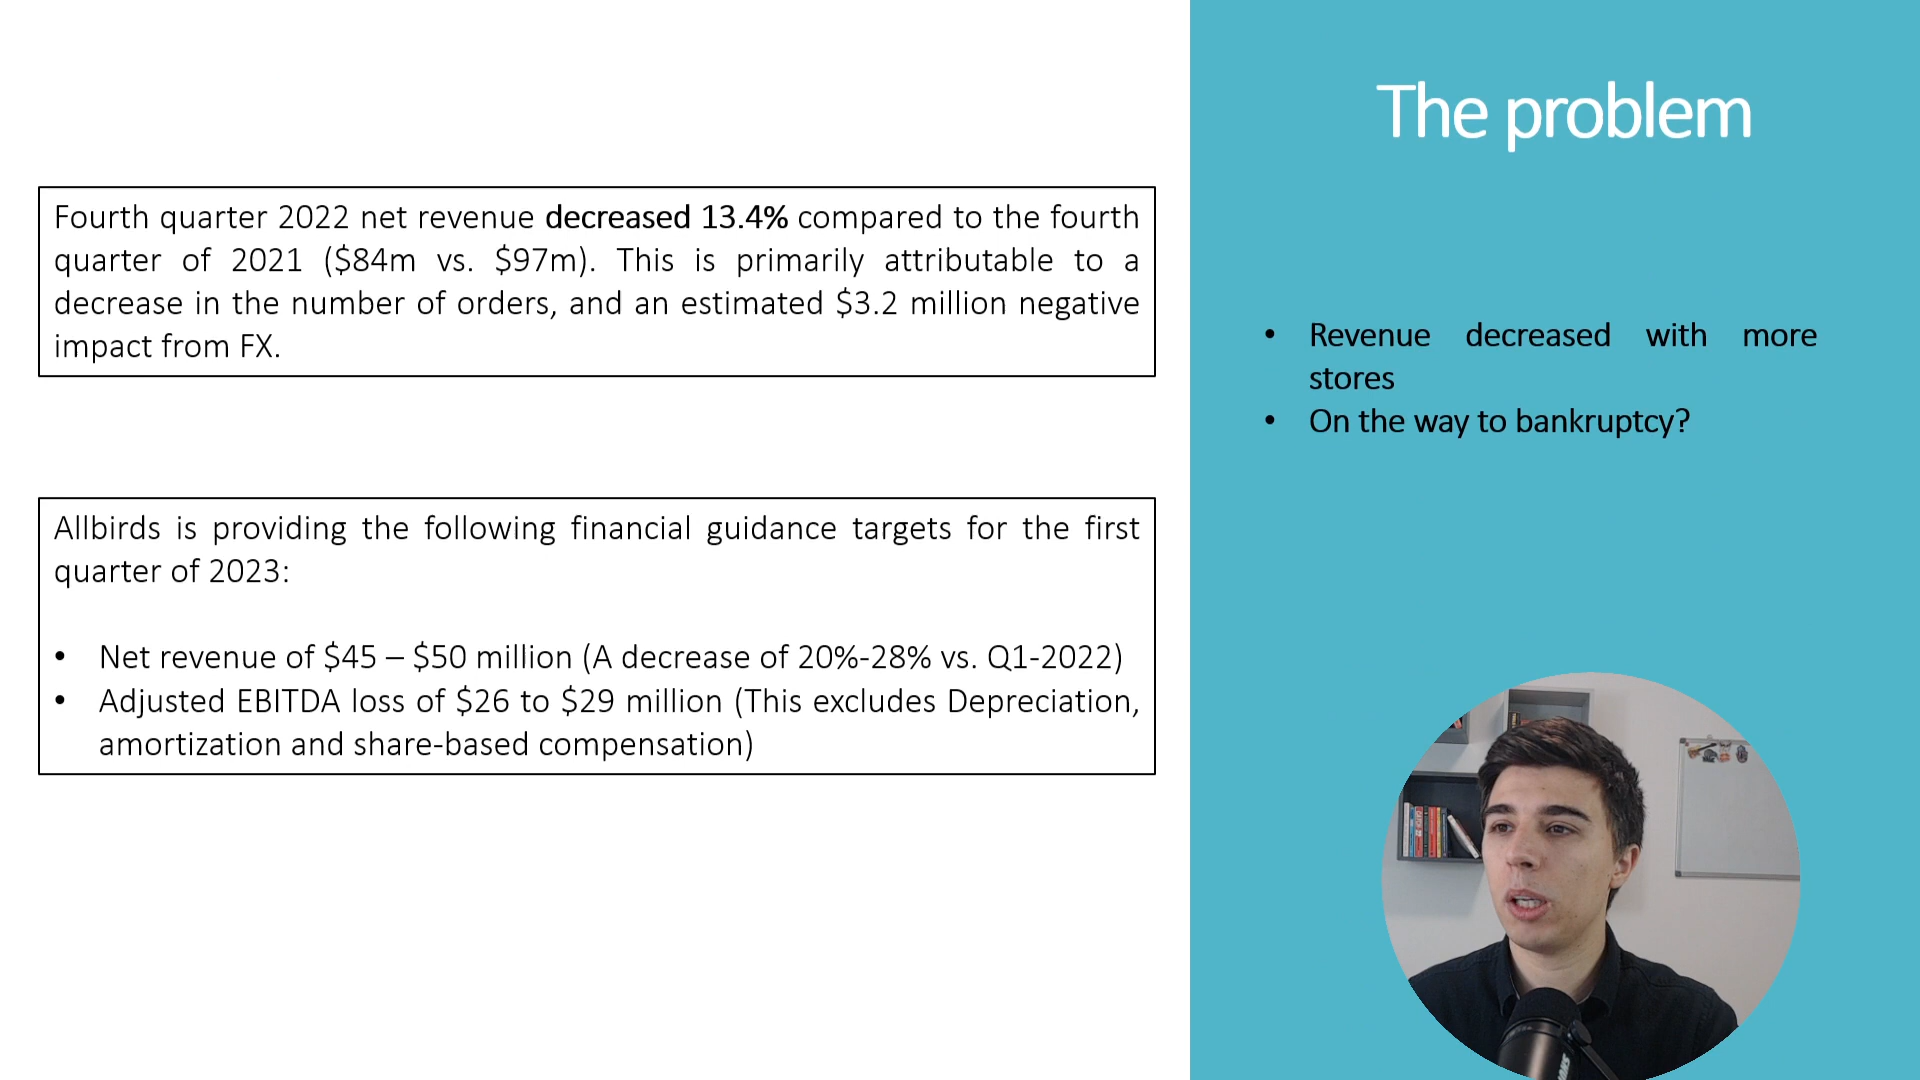 The problem
Fourth quarter 2022 net revenue decreased 13.4% compared to the fourth
quarter of 2021 ($84m vs. $97m). This is primarily attributable to a
decrease in the number of orders, and an estimated $3.2 million negative
impact from FX.
Allbirds is providing the following financial guidance targets for the first
quarter of 2023:
• Net revenue of $45 – $50 million (A decrease of 20%-28% vs. Q1-2022)
• Adjusted EBITDA loss of $26 to $29 million (This excludes Depreciation,
amortization and share-based compensation)
• Revenue decreased with more
stores
• On the way to bankruptcy?